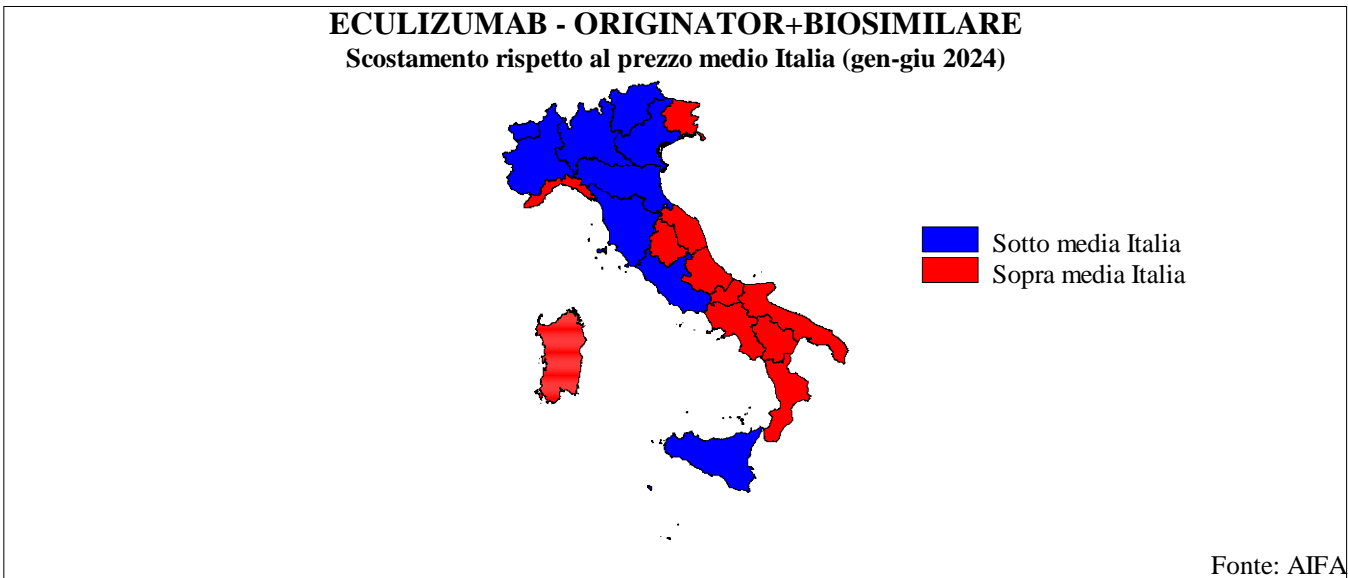 ECULIZUMAB - ORIGINATOR+BIOSIMILARE
Scostamento rispetto al prezzo medio Italia (gen-giu 2024)
Sotto media Italia
Sopra media Italia
Fonte: AIFA